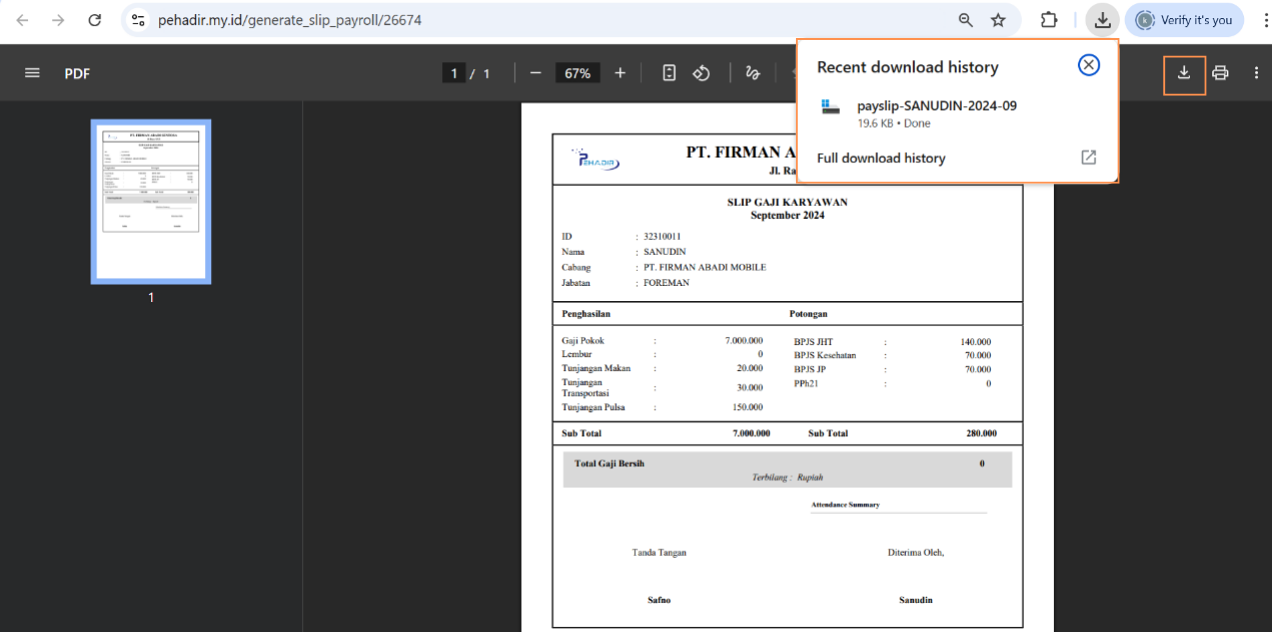 pehadir.my.id/generate_slip_payroll/26674
Verify it's you
PDF
1 / 1
67%
Recent download history
payslip-SANUDIN-2024-09
19.6 KB • Done
Full download history
1
PEHADIR
PT. FIRMAN A
Jl. Ra
SLIP GAJI KARYAWAN
September 2024
ID : 32310011
Nama : SANUDIN
Cabang : PT. FIRMAN ABADI MOBILE
Jabatan : FOREMAN
Penghasilan Potongan
Gaji Pokok : 7.000.000 BPJS JHT : 140.000
Lembur : 0 BPJS Kesehatan : 70.000
Tunjangan Makan : 20.000 BPJS JP : 70.000
Tunjangan Transportasi : 30.000 PPh21 : 0
Tunjangan Pulsa : 150.000
Sub Total 7.000.000 Sub Total 280.000
Total Gaji Bersih 0
Terbilang : Rupiah
Attendance Summary
Tanda Tangan Diterima Oleh,
Safno Sanudin